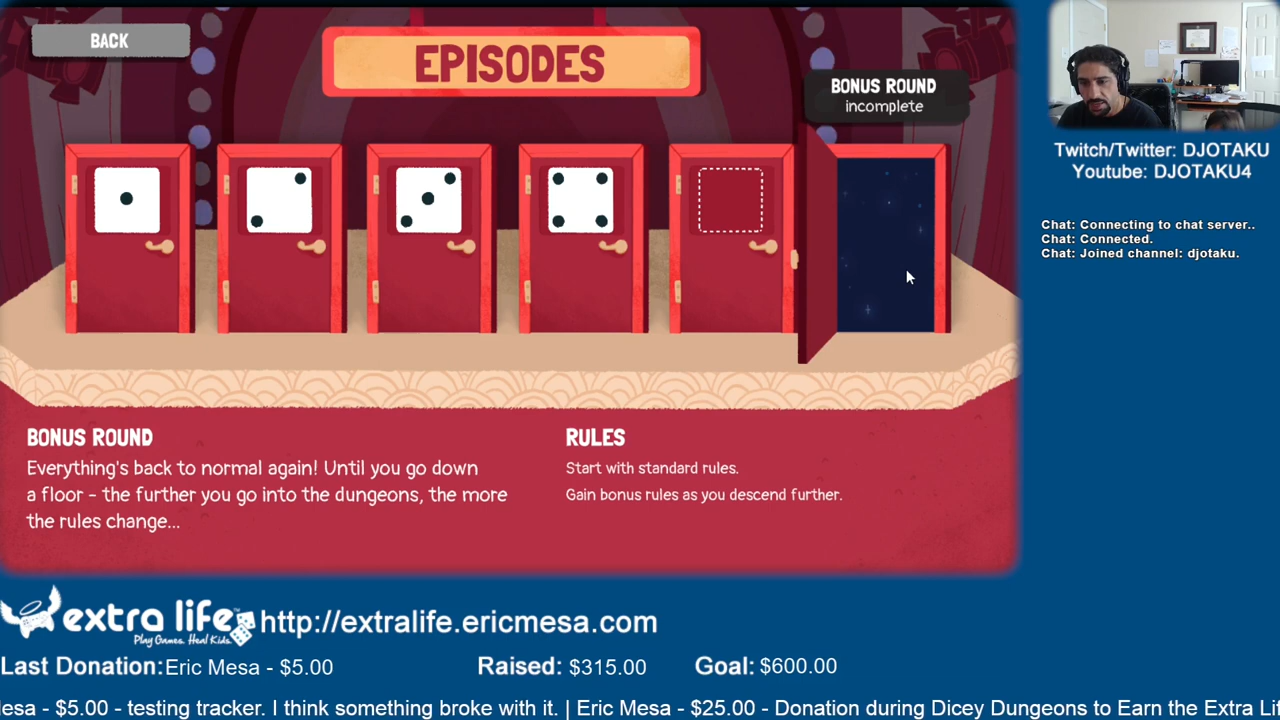 BACK
EPISODES
BONUS ROUND
incomplete
BONUS ROUND
Everything's back to normal again! Until you go down
a floor - the further you go into the dungeons, the more
the rules change...
RULES
Start with standard rules.
Gain bonus rules as you descend further.
Twitch/Twitter: DJOTAKU
Youtube: DJOTAKU4
Chat: Connecting to chat server..
Chat: Connected.
Chat: Joined channel: djotaku.
extra life
Play Games. Heal Kids.
http://extralife.ericmesa.com
Last Donation: Eric Mesa - $5.00 Raised: $315.00 Goal: $600.00
esa - $5.00 - testing tracker. I think something broke with it. | Eric Mesa - $25.00 - Donation during Dicey Dungeons to Earn the Extra Li